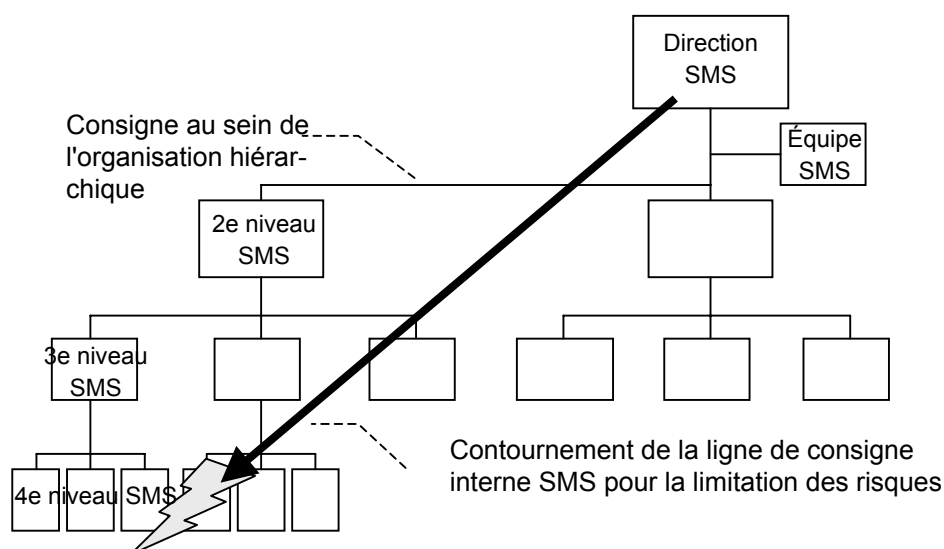 Direction
SMS
Consigne au sein de
l'organisation hiérar-
chique
Équipe
SMS
2e niveau
SMS
3e niveau
SMS
4e niveau SMS
Contournement de la ligne de consigne
interne SMS pour la limitation des risques